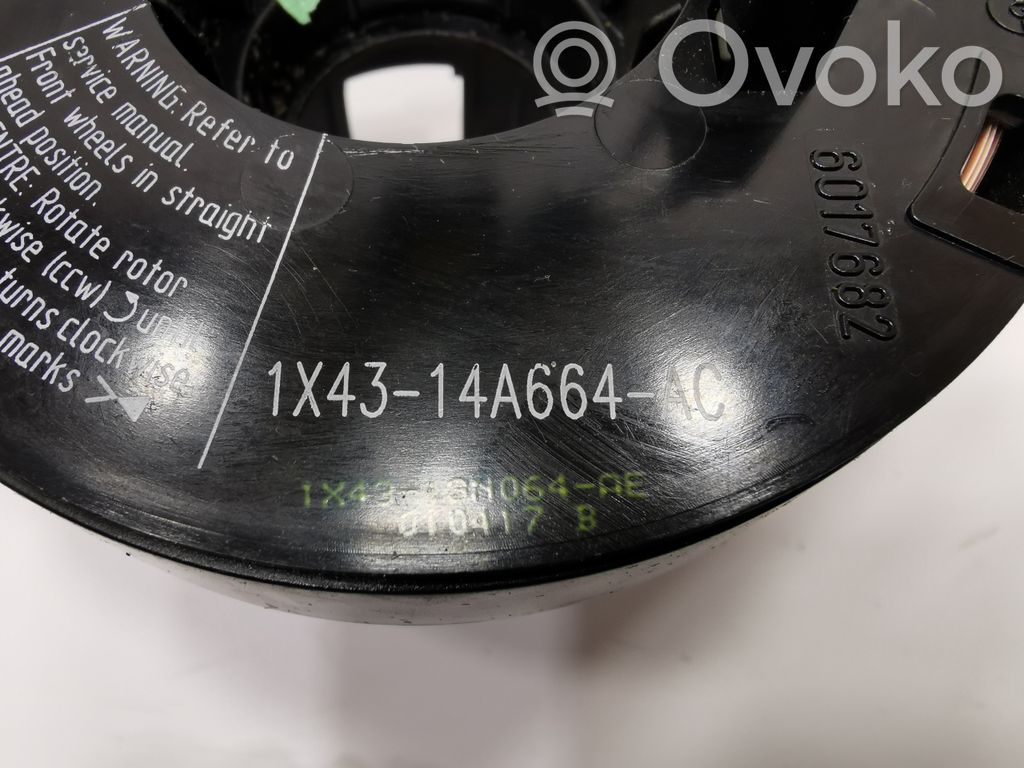 WARNING: Refer to
service manual.
Front wheels in straight
ahead position.
Rotate rotor
(ccw)
turns clockwise
marks >
1X43-14A664-AC
6017682
Ovoko